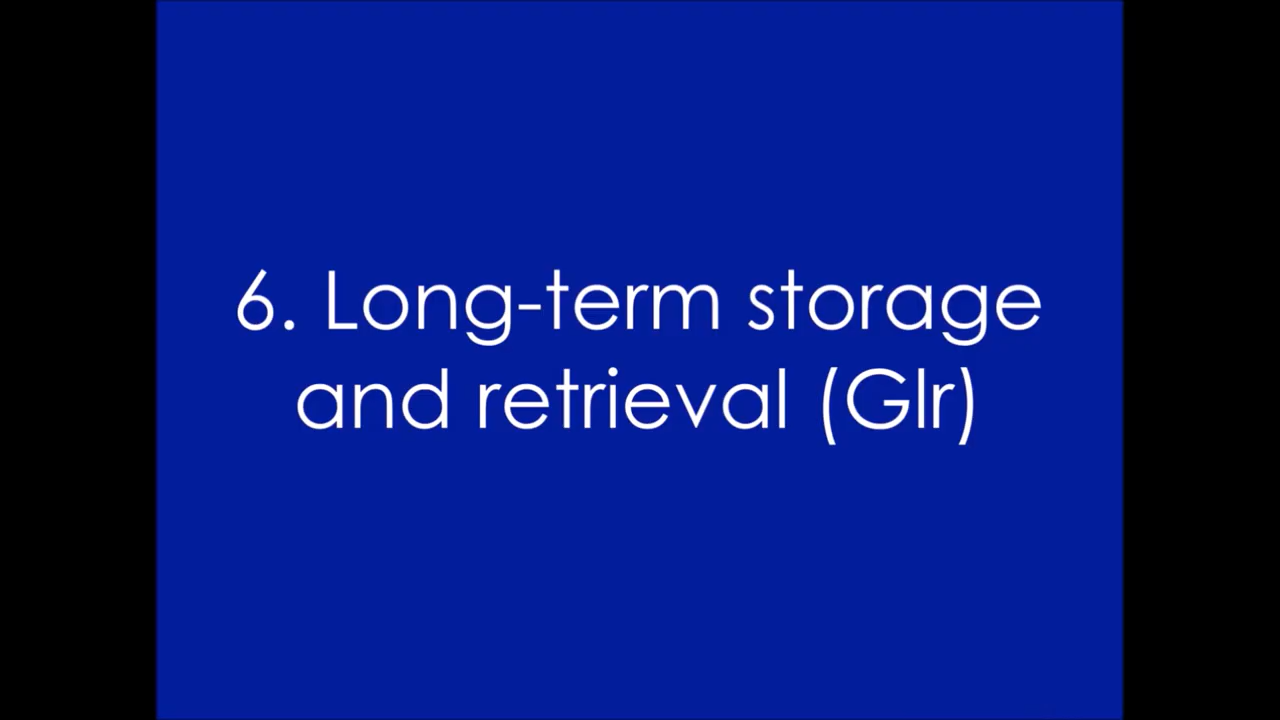 6. Long-term storage
and retrieval (Glr)